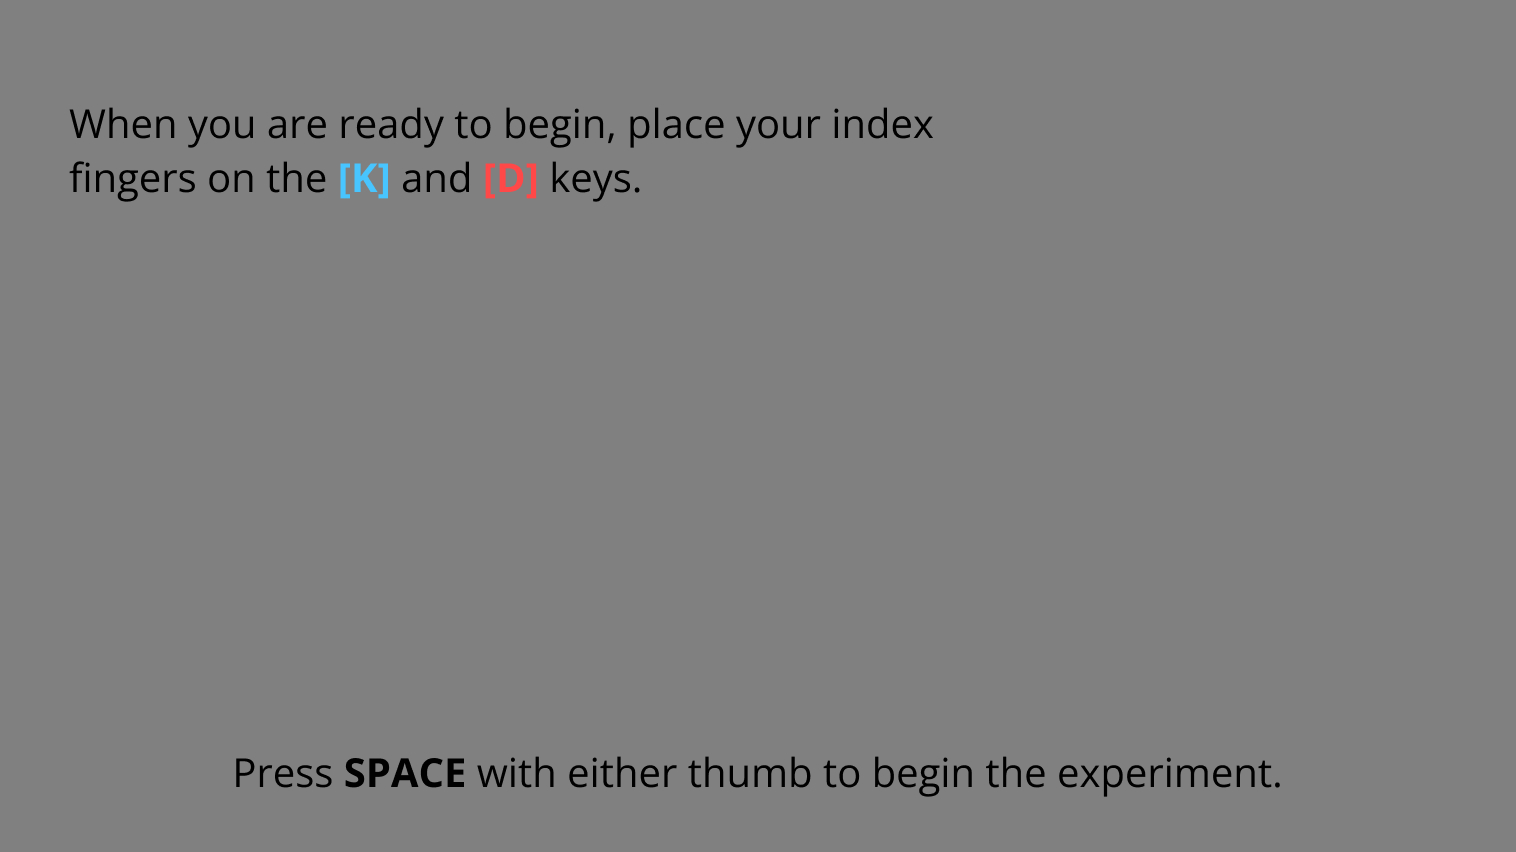 When you are ready to begin, place your index
fingers on the [K] and [D] keys.
Press SPACE with either thumb to begin the experiment.